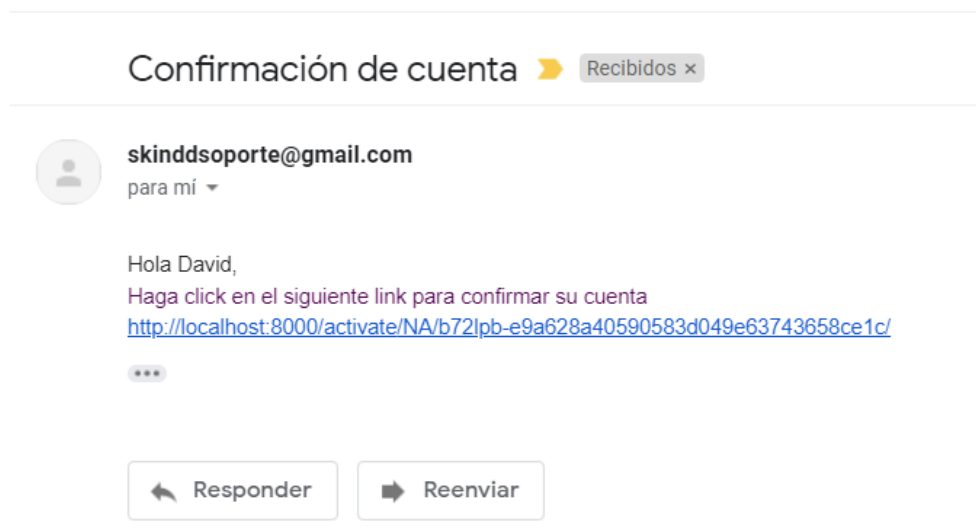 Confirmación de cuenta Recibidos ×
skinddsoporte@gmail.com
para mí
Hola David,
Haga click en el siguiente link para confirmar su cuenta
http://localhost:8000/activate/NA/b72lpb-e9a628a40590583d049e63743658ce1c/
Responder Reenviar